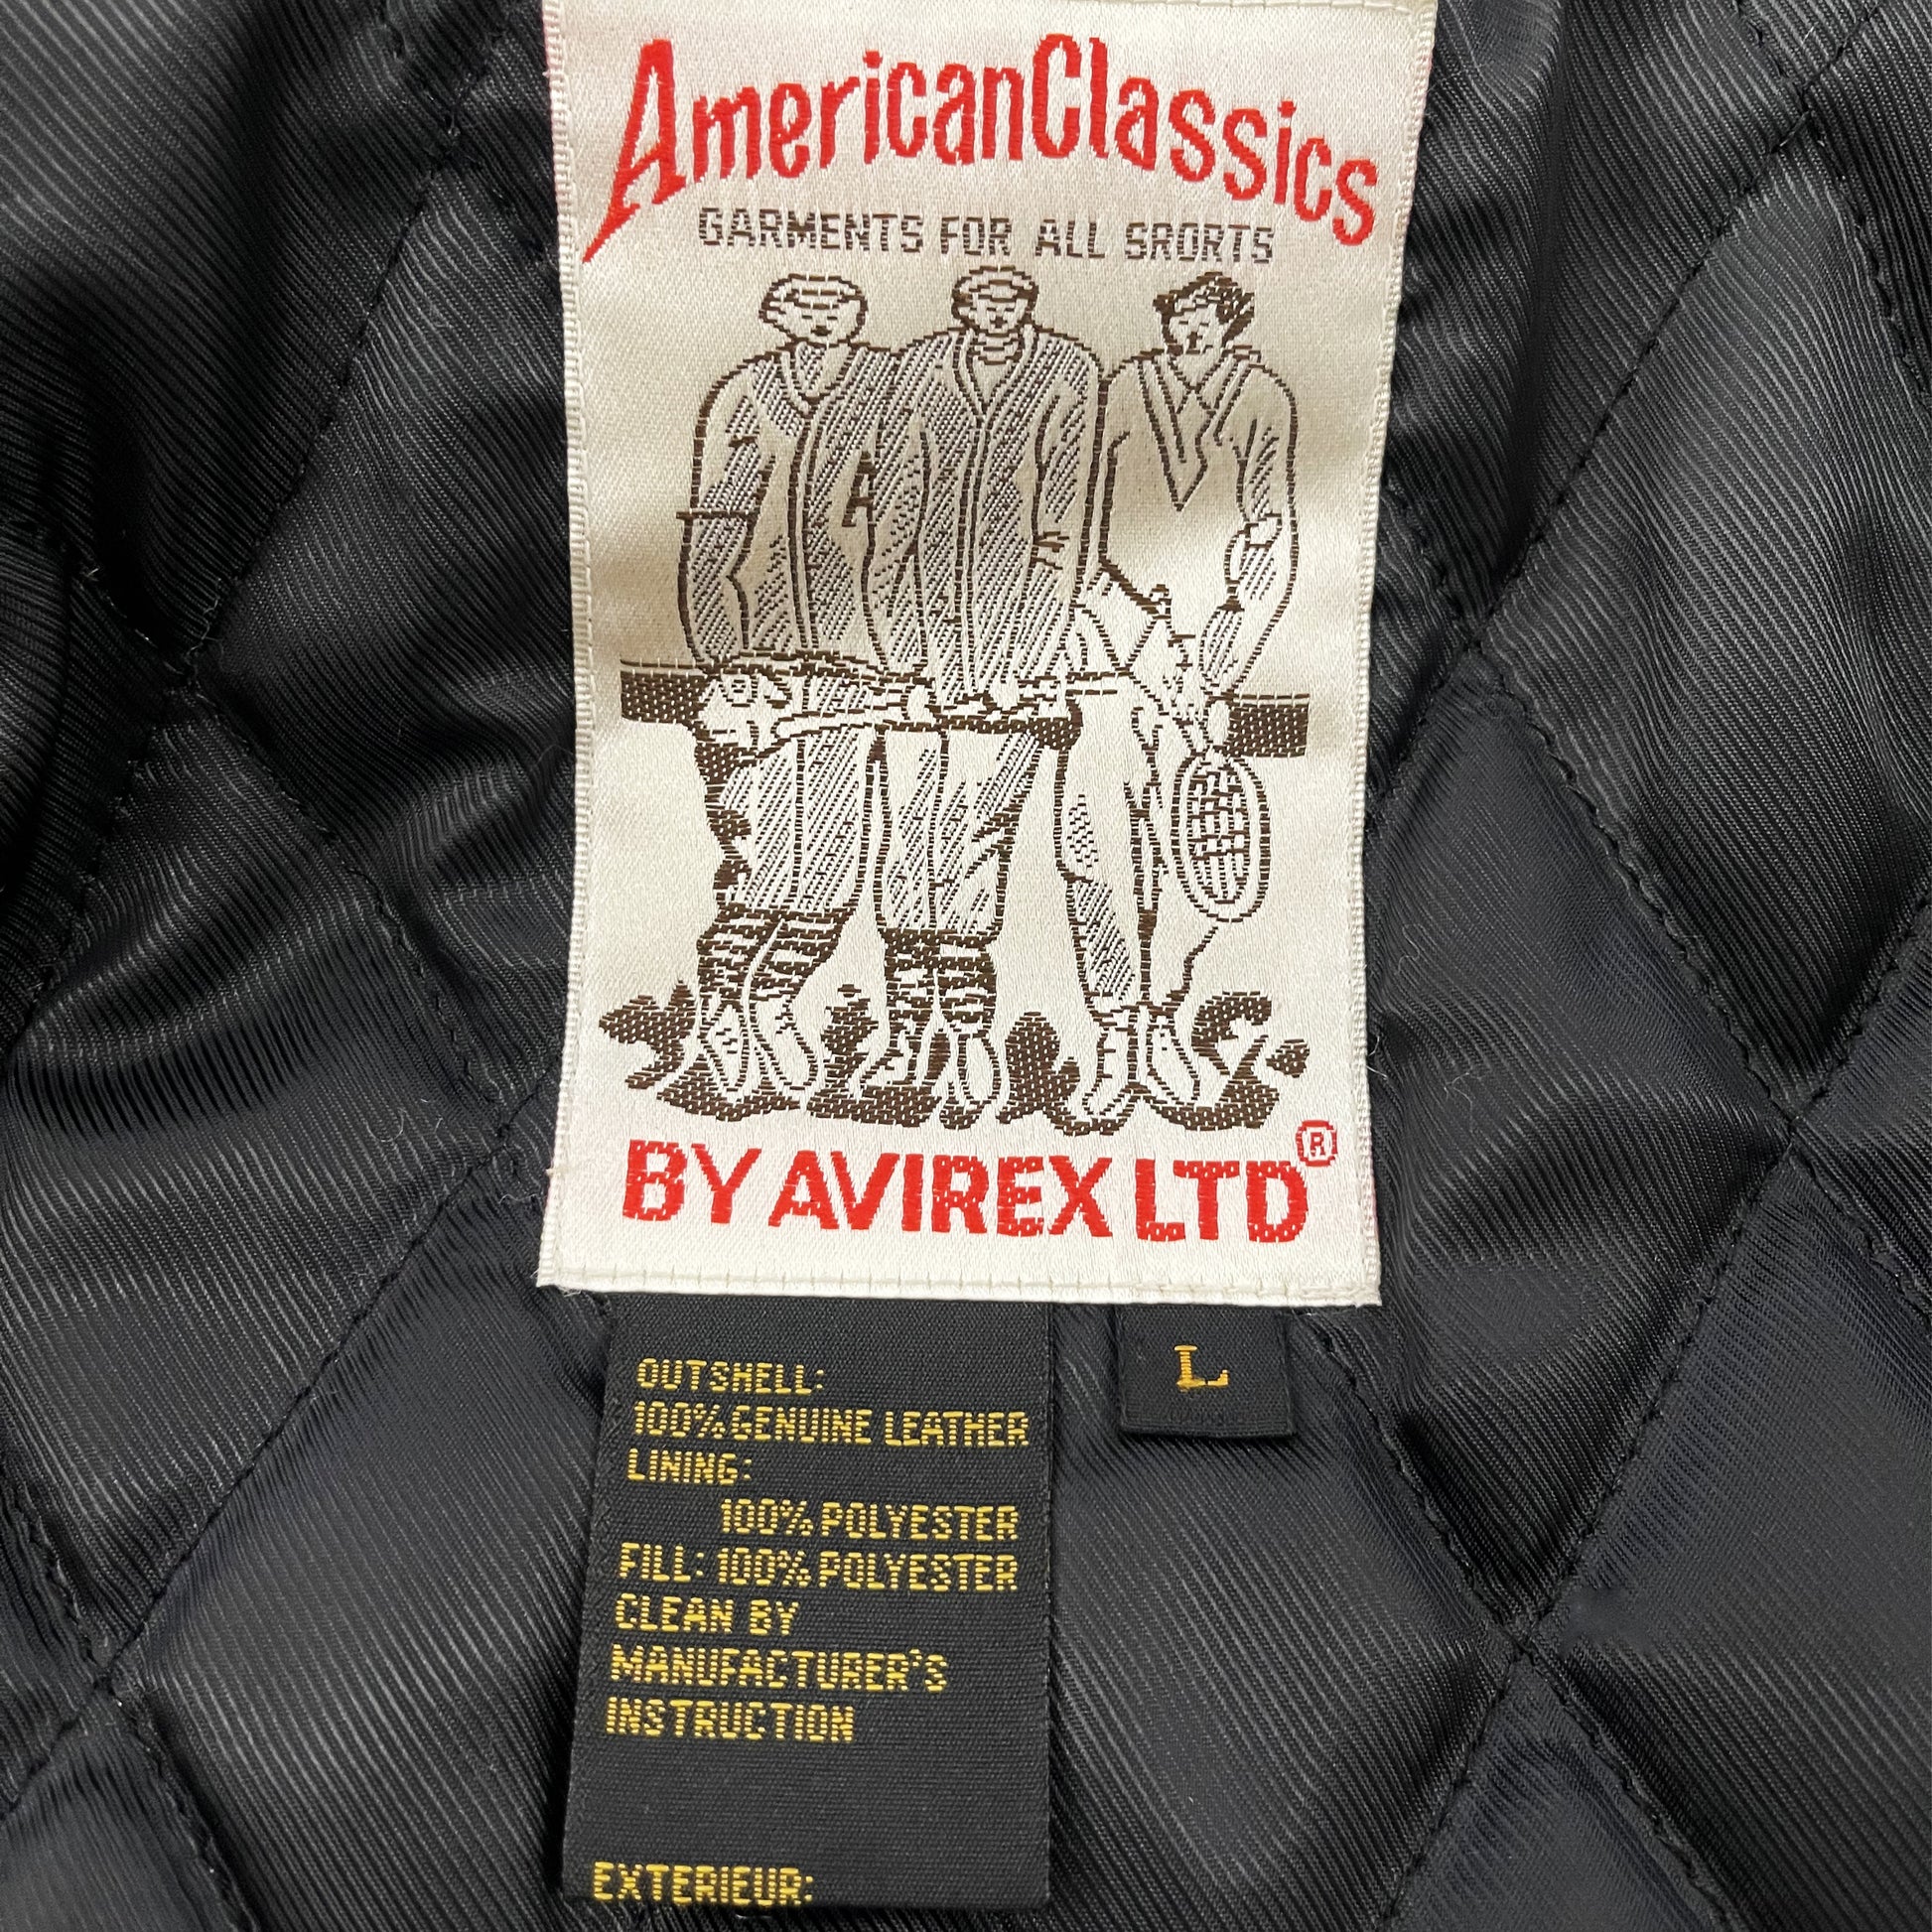 AmericanClassics
GARMENTS FOR ALL SRORTS
A
BY AVIREX LTD®
L
OUTSHELL:
100% GENUINE LEATHER
LINING:
100% POLYESTER
FILL: 100% POLYESTER
CLEAN BY
MANUFACTURER'S
INSTRUCTION
EXTERIEUR: